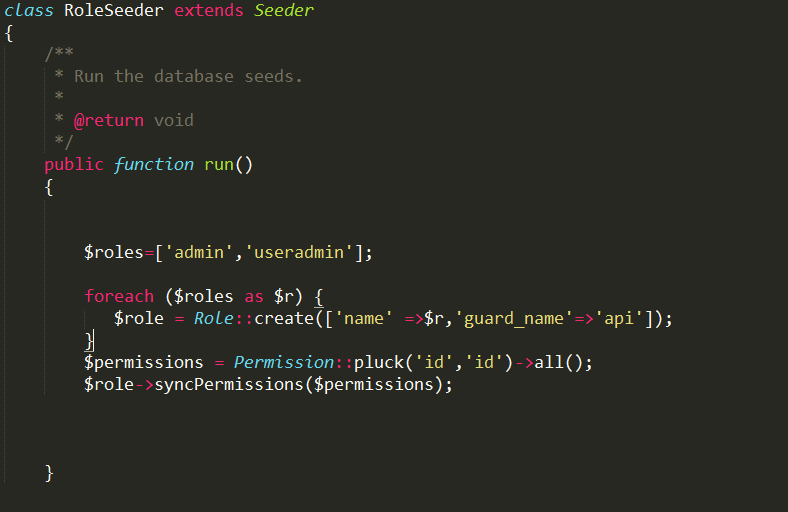 class RoleSeeder extends Seeder
{
    /**
     * Run the database seeds.
     *
     * @return void
     */
    public function run()
    {
        $roles=['admin','useradmin'];
        foreach ($roles as $r) {
           $role = Role::create(['name' =>$r,'guard_name'=>'api']);
        }
        $permissions = Permission::pluck('id','id')->all();
        $role->syncPermissions($permissions);
    }